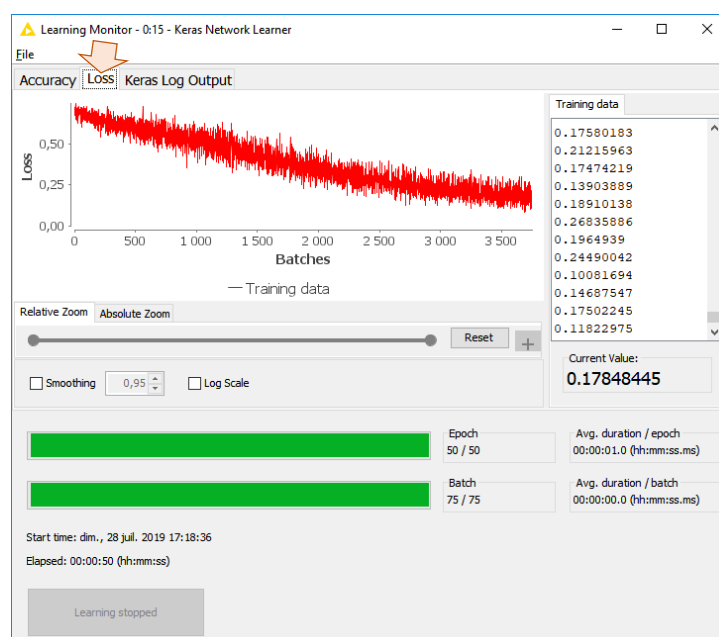 Learning Monitor - 0:15 - Keras Network Learner
File
Accuracy Loss Keras Log Output
Loss
0,50
0,25
0,00
0 500 1 000 1 500 2 000 2 500 3 000 3 500
Batches
Training data
Training data
0.17580183
0.21215963
0.17474219
0.13903889
0.18910138
0.26835886
0.1964939
0.24490042
0.10081694
0.14687547
0.17502245
0.11822975
Relative Zoom Absolute Zoom
Reset +
Smoothing 0,95 Log Scale
Current Value:
0.17848445
Epoch
50 / 50
Avg. duration / epoch
00:00:01.0 (hh:mm:ss.ms)
Batch
75 / 75
Avg. duration / batch
00:00:00.0 (hh:mm:ss.ms)
Start time: dim., 28 juil. 2019 17:18:36
Elapsed: 00:00:50 (hh:mm:ss)
Learning stopped